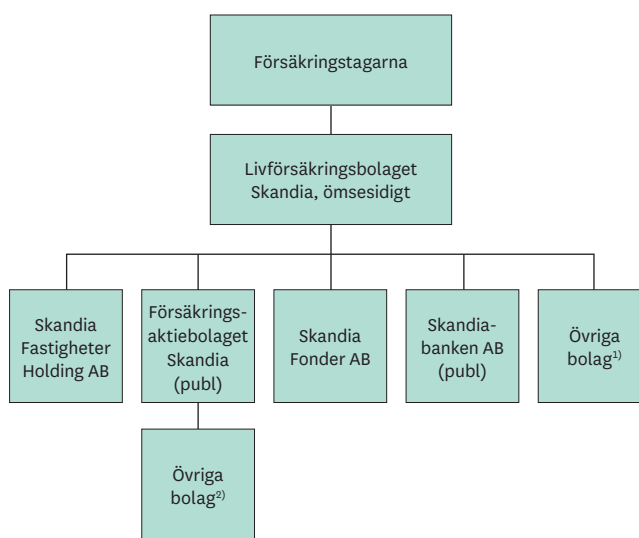 Försäkringstagarna
Livförsäkringsbolaget
Skandia, ömsesidigt
Skandia
Fastigheter
Holding AB
Försäkrings-
aktiebolaget
Skandia
(publ)
Skandia
Fonder AB
Skandia-
banken AB
(publ)
Övriga
bolag¹⁾
Övriga
bolag²⁾